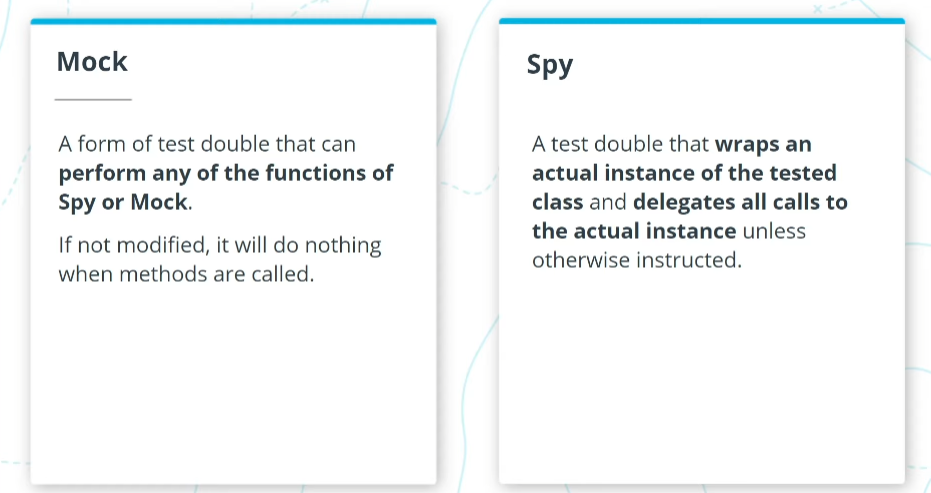 Mock
A form of test double that can
perform any of the functions of
Spy or Mock.
If not modified, it will do nothing
when methods are called.
Spy
A test double that wraps an
actual instance of the tested
class and delegates all calls to
the actual instance unless
otherwise instructed.